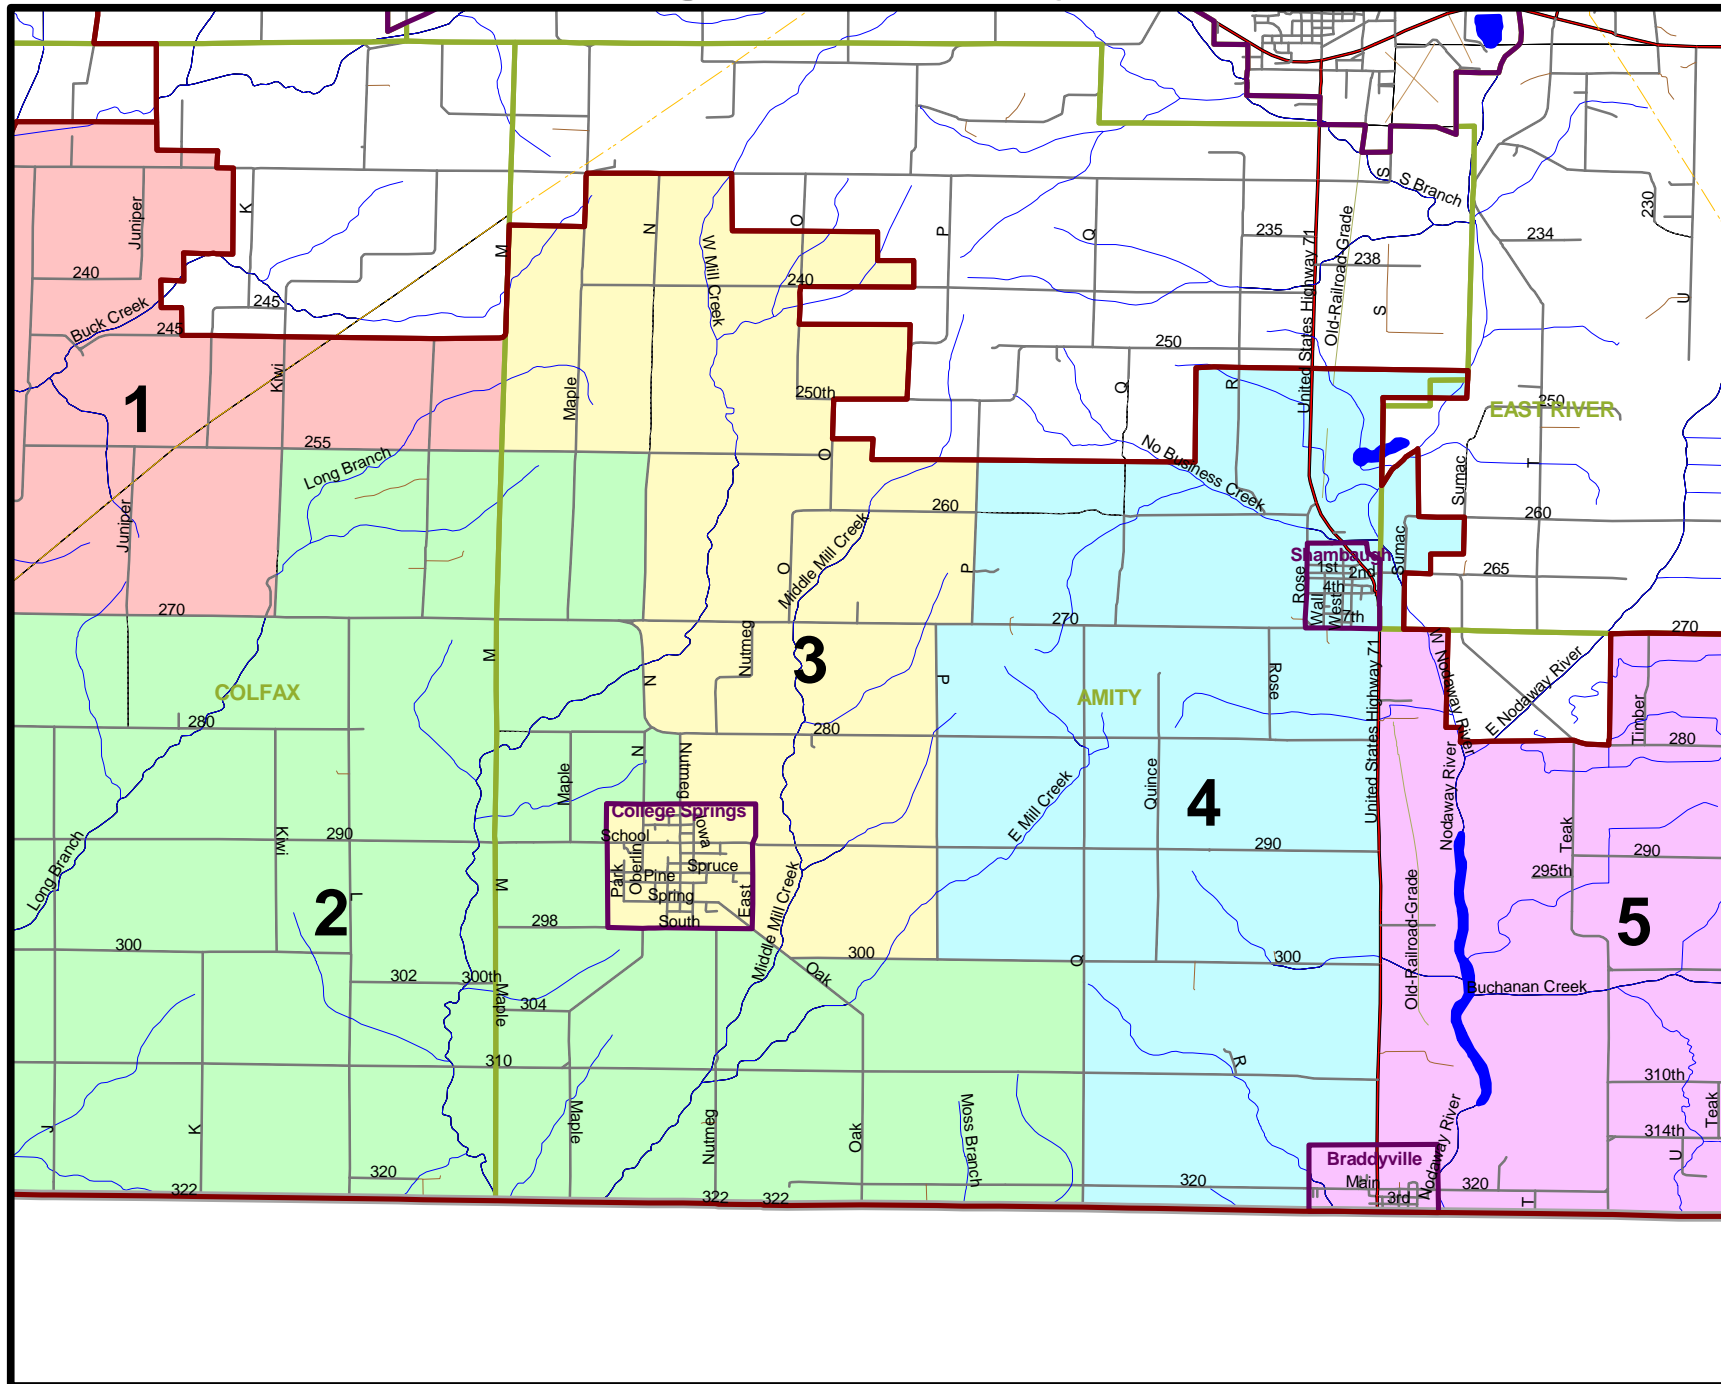 S
S Branch
Juniper
K
N
O
P
Q
235
United States Highway 71
Old-Railroad-Grade
238
234
230
M
W Mill Creek
240
240
245
Buck Creek
245
S
U
250
1
Kiwi
Maple
250th
Q
R
250
EAST RIVER
255
Long Branch
O
No Business Creek
Sumac
T
Juniper
260
Middle Mill Creek
O
P
260
Sumac
Shambaugh
1st
2nd
Rose
4th
Wall
West
7th
265
270
270
270
3
COLFAX
M
N
Nutmeg
P
AMITY
Rose
United States Highway 71
N
Nodaway River
E Nodaway River
Timber
280
280
280
N
Nutmeg
Maple
Quince
4
E Mill Creek
Nodaway River
Teak
College Springs
School
Iowa
Oberlin
Park
Pine
Spruce
Spring
East
South
Kiwi
290
290
290
295th
Long Branch
2
L
M
298
Middle Mill Creek
Old-Railroad-Grade
5
300
300
Q
300
302
300th
Oak
Maple
304
Buchanan Creek
310
R
310th
J
K
Maple
Nutmeg
Oak
Moss Branch
Nodaway River
Teak
314th
U
Braddyville
Main
3rd
320
320
320
T
322
322
322